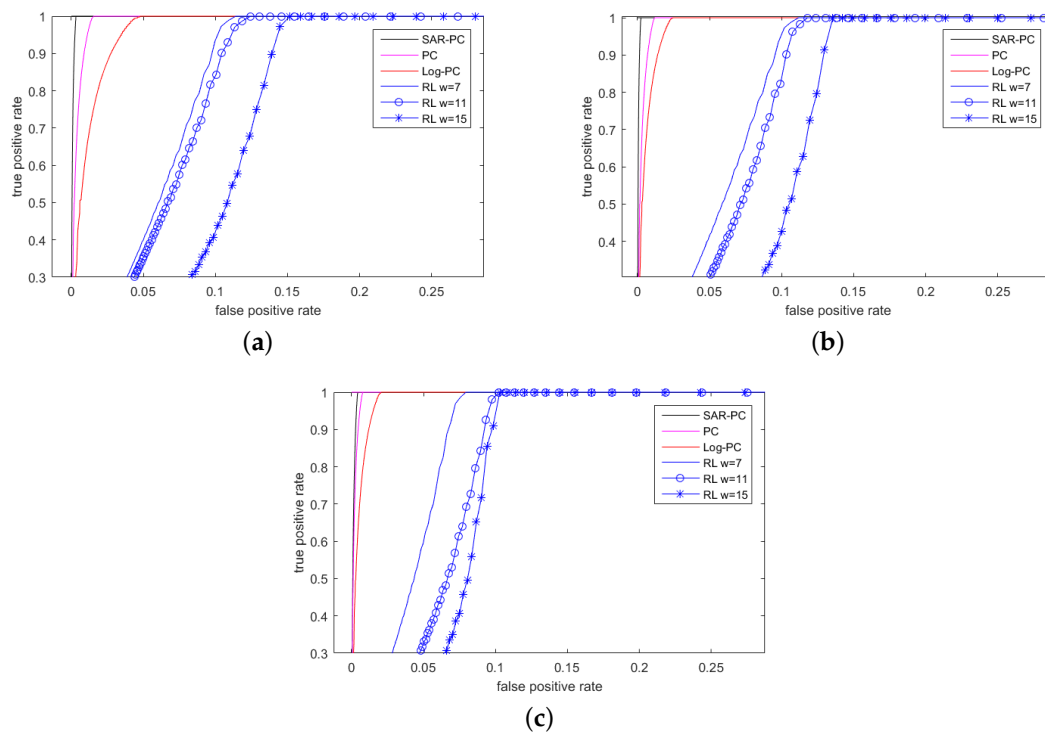 1
0.9
0.8
0.7
0.6
0.5
0.4
0.3
true positive rate
0 0.05 0.1 0.15 0.2 0.25
false positive rate
SAR-PC
PC
Log-PC
RL w=7
RL w=11
RL w=15
(a)
1
0.9
0.8
0.7
0.6
0.5
0.4
true positive rate
0 0.05 0.1 0.15 0.2 0.25
false positive rate
SAR-PC
PC
Log-PC
RL w=7
RL w=11
RL w=15
(b)
1
0.9
0.8
0.7
0.6
0.5
0.4
0.3
true positive rate
0 0.05 0.1 0.15 0.2 0.25
false positive rate
SAR-PC
PC
Log-PC
RL w=7
RL w=11
RL w=15
(c)